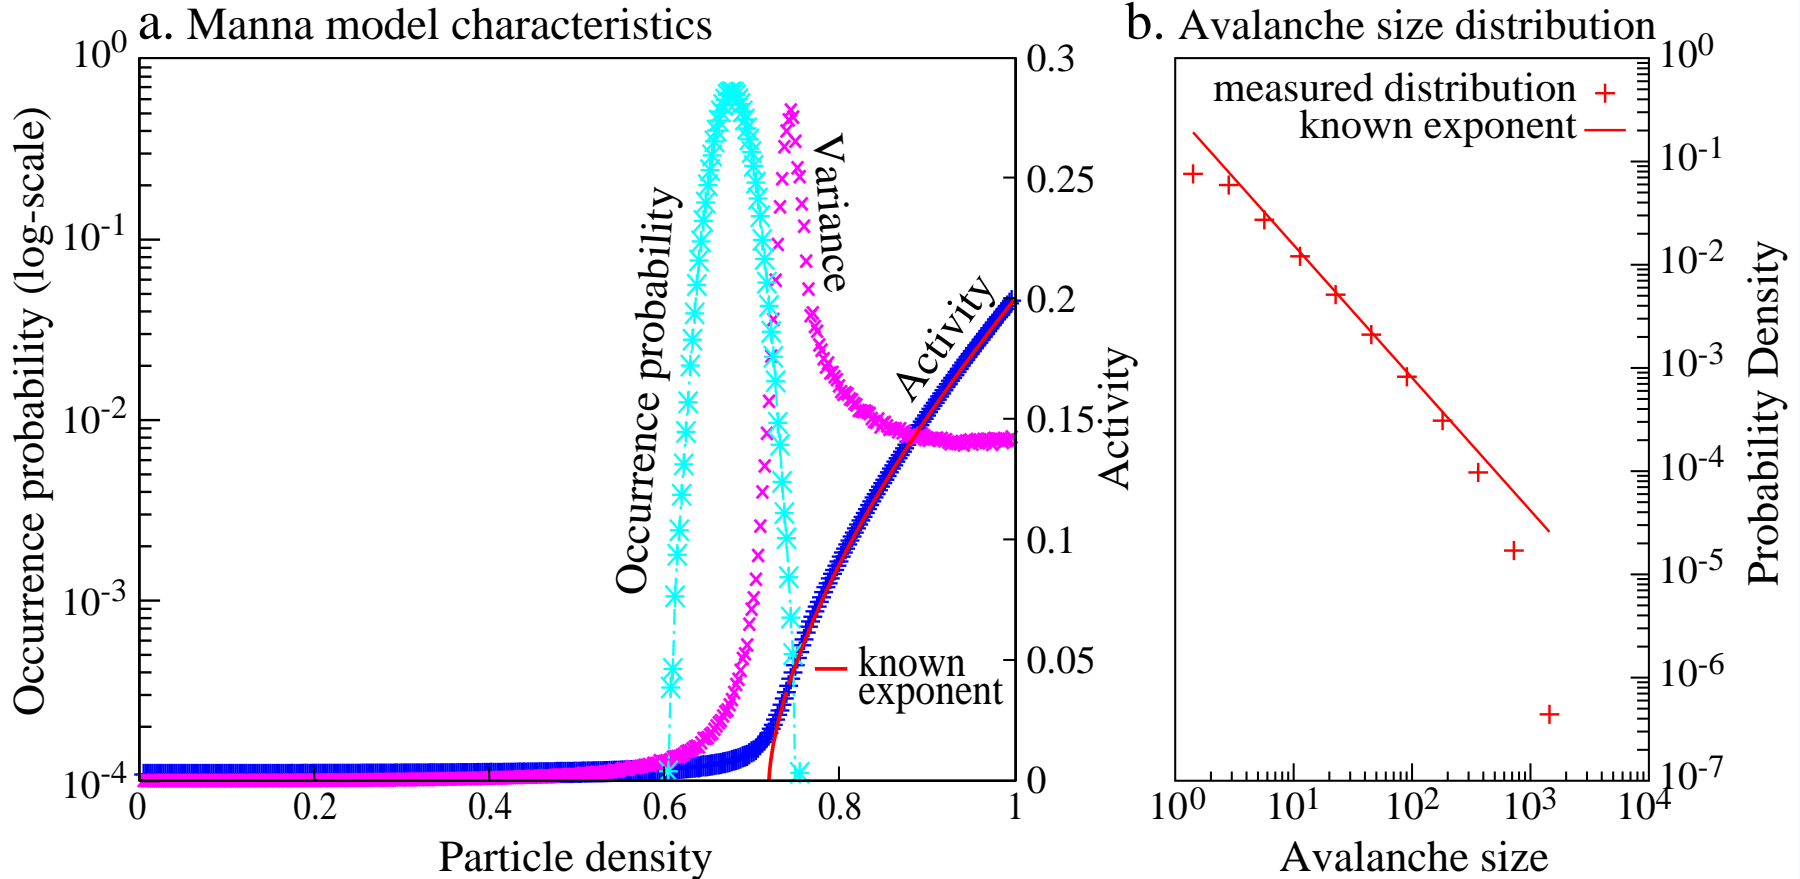 a. Manna model characteristics
Occurrence probability (log-scale)
10^0
10^-1
10^-2
10^-3
10^-4
Occurrence probability
Variance
Activity
known
exponent
0.3
0.25
0.2
0.15
0.1
0.05
0
Activity
0 0.2 0.4 0.6 0.8 1
Particle density
b. Avalanche size distribution
measured distribution
known exponent
10^0
10^-1
10^-2
10^-3
10^-4
10^-5
10^-6
10^-7
Probability Density
10^0 10^1 10^2 10^3 10^4
Avalanche size